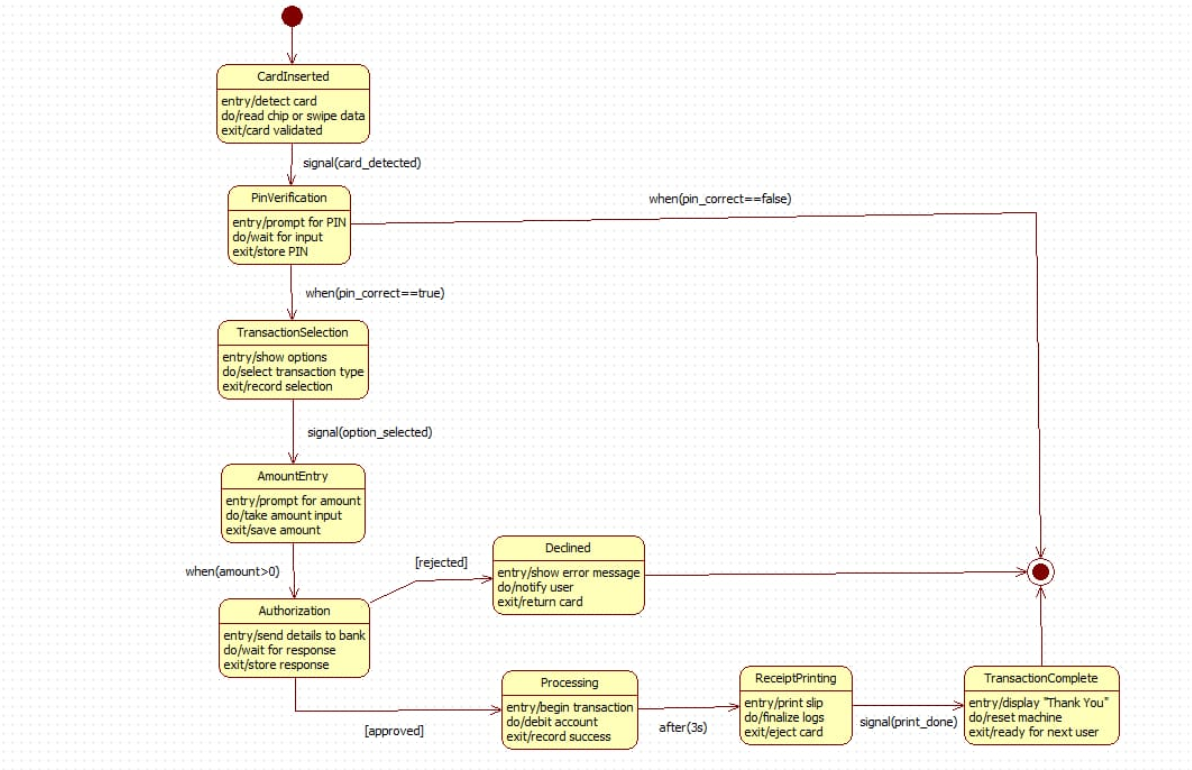 CardInserted
entry/detect card
do/read chip or swipe data
exit/card validated
signal(card_detected)
PinVerification
entry/prompt for PIN
do/wait for input
exit/store PIN
when(pin_correct==false)
when(pin_correct==true)
TransactionSelection
entry/show options
do/select transaction type
exit/record selection
signal(option_selected)
AmountEntry
entry/prompt for amount
do/take amount input
exit/save amount
when(amount>0)
[rejected]
Declined
entry/show error message
do/notify user
exit/return card
Authorization
entry/send details to bank
do/wait for response
exit/store response
[approved]
Processing
entry/begin transaction
do/debit account
exit/record success
after(3s)
ReceiptPrinting
entry/print slip
do/finalize logs
exit/eject card
signal(print_done)
TransactionComplete
entry/display "Thank You"
do/reset machine
exit/ready for next user